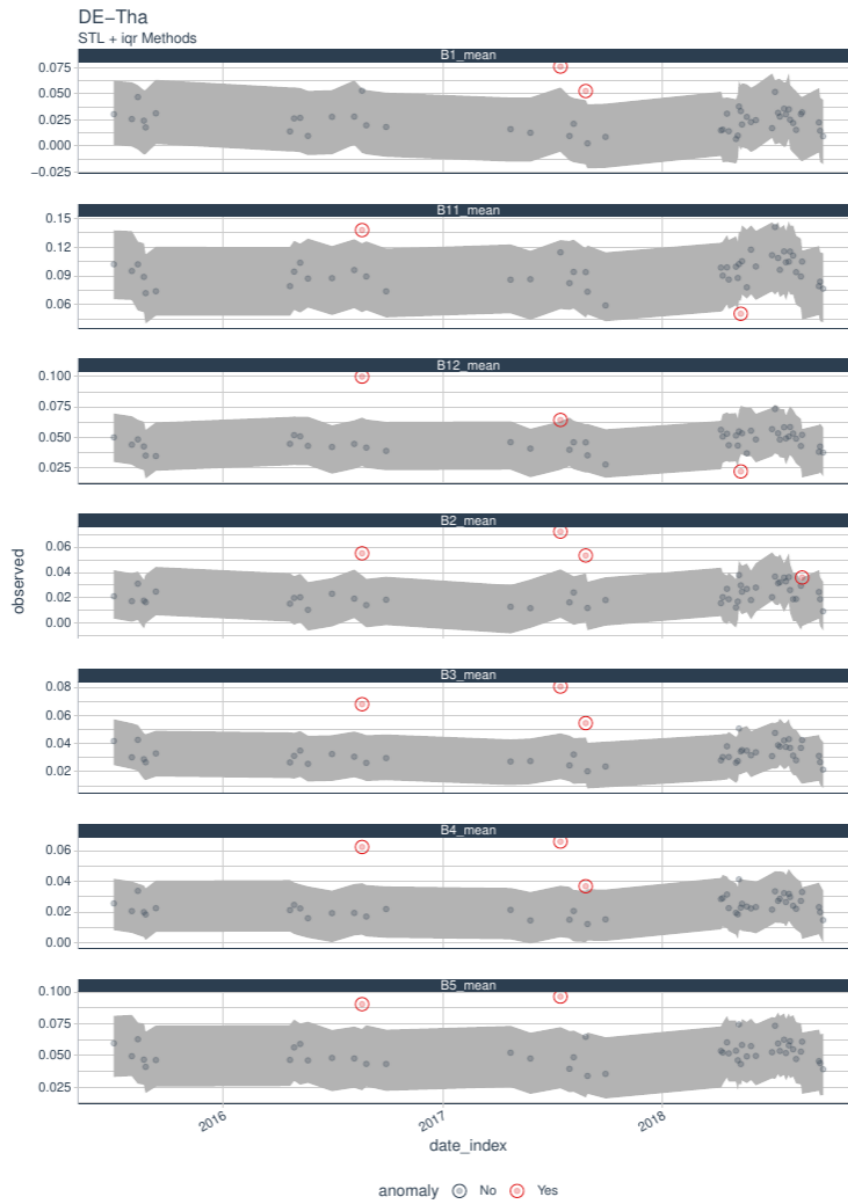 DE−Tha
STL + iqr Methods
B1_mean
0.075
0.050
0.025
0.000
−0.025
B11_mean
0.15
0.12
0.09
0.06
B12_mean
0.100
0.075
0.050
0.025
B2_mean
0.06
0.04
0.02
0.00
observed
B3_mean
0.08
0.06
0.04
0.02
B4_mean
0.06
0.04
0.02
0.00
B5_mean
0.100
0.075
0.050
0.025
2016 2017 2018
date_index
anomaly No Yes